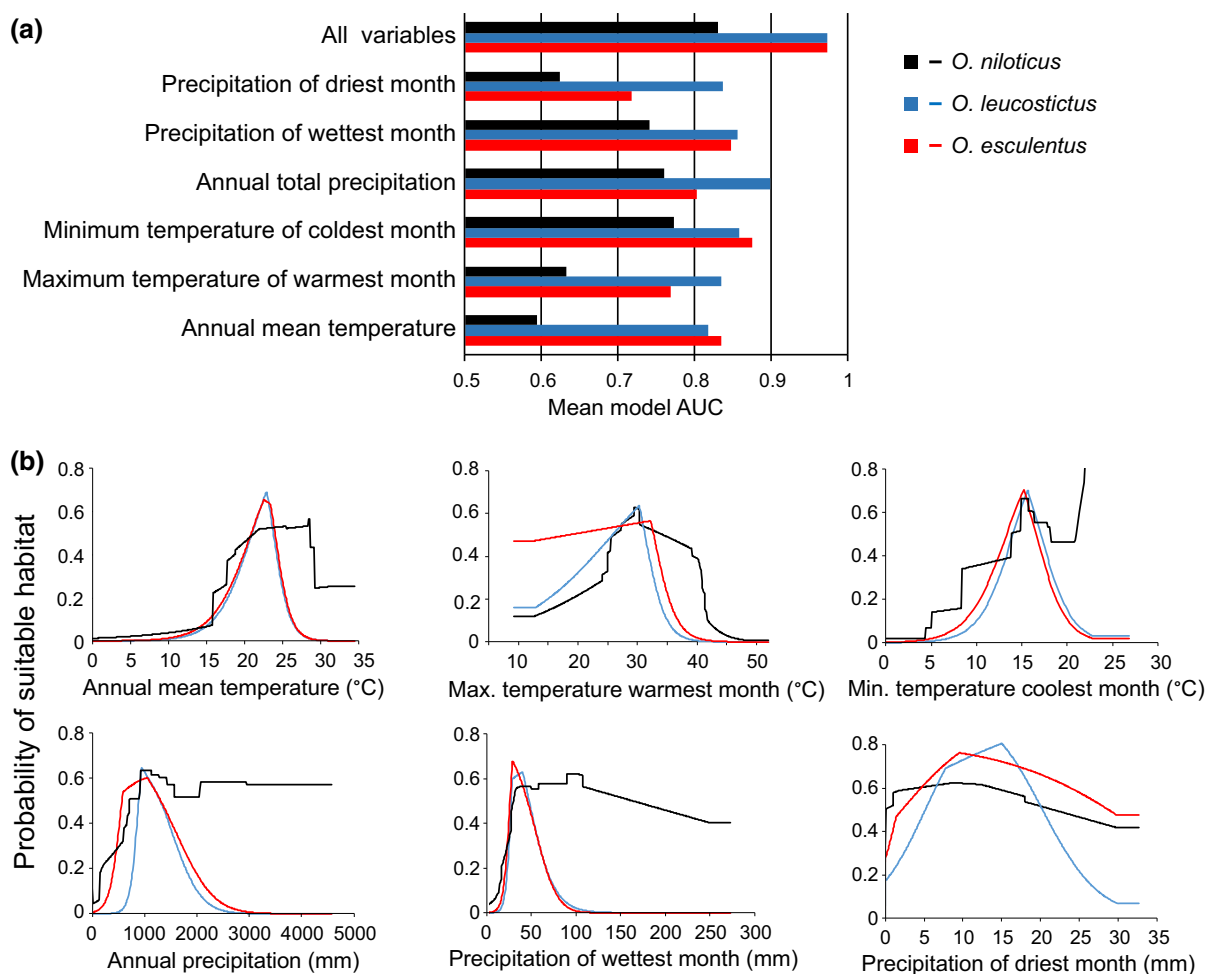 (a)
All variables
Precipitation of driest month
Precipitation of wettest month
Annual total precipitation
Minimum temperature of coldest month
Maximum temperature of warmest month
Annual mean temperature
0.5 0.6 0.7 0.8 0.9 1
Mean model AUC
O. niloticus
O. leucostictus
O. esculentus
(b)
Probability of suitable habitat
0.8
0.6
0.4
0.2
0
0 5 10 15 20 25 30 35
Annual mean temperature (°C)
0.8
0.6
0.4
0.2
0
10 20 30 40 50
Max. temperature warmest month (°C)
0.8
0.6
0.4
0.2
0
0 5 10 15 20 25 30
Min. temperature coolest month (°C)
0.8
0.6
0.4
0.2
0
0 1000 2000 3000 4000 5000
Annual precipitation (mm)
0.8
0.6
0.4
0.2
0
0 50 100 150 200 250 300
Precipitation of wettest month (mm)
0.8
0.6
0.4
0.2
0
0 5 10 15 20 25 30 35
Precipitation of driest month (mm)